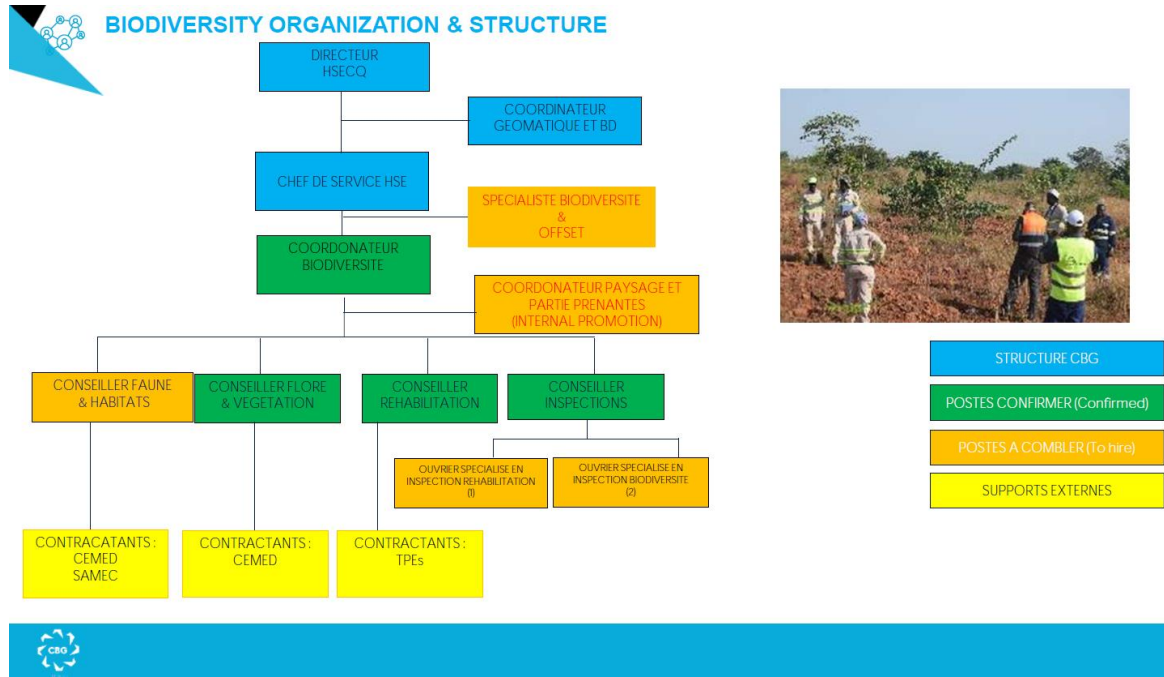 BIODIVERSITY ORGANIZATION & STRUCTURE
DIRECTEUR
HSECQ
COORDINATEUR
GEOMATIQUE ET BD
CHEF DE SERVICE HSE
SPECIALISTE BIODIVERSITE
&
OFFSET
COORDONATEUR
BIODIVERSITE
COORDONATEUR PAYSAGE ET
PARTIE PRENANTES
(INTERNAL PROMOTION)
CONSEILLER FAUNE
& HABITATS
CONSEILLER FLORE
& VEGETATION
CONSEILLER
REHABILITATION
CONSEILLER
INSPECTIONS
OUVRIER SPECIALISE EN
INSPECTION REHABILITATION
(1)
OUVRIER SPECIALISE EN
INSPECTION BIODIVERSITE
(2)
CONTRACATANTS :
CEMED
SAMEC
CONTRACTANTS :
CEMED
CONTRACTANTS :
TPEs
STRUCTURE CBG
POSTES CONFIRMER (Confirmed)
POSTES A COMBLER (To hire)
SUPPORTS EXTERNES
CBG